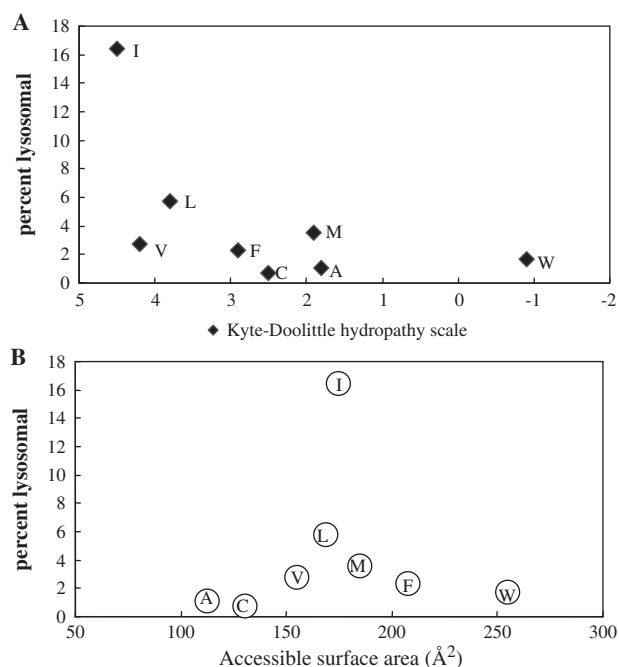 A
percent lysosomal
18
16
14
12
10
8
6
4
2
0
I
L
V
F
M
C
A
W
5 4 3 2 1 0 -1 -2
◆ Kyte-Doolittle hydropathy scale
B
percent lysosomal
18
16
14
12
10
8
6
4
2
0
I
L
M
V
F
A
C
W
50 100 150 200 250 300
Accessible surface area (Å²)